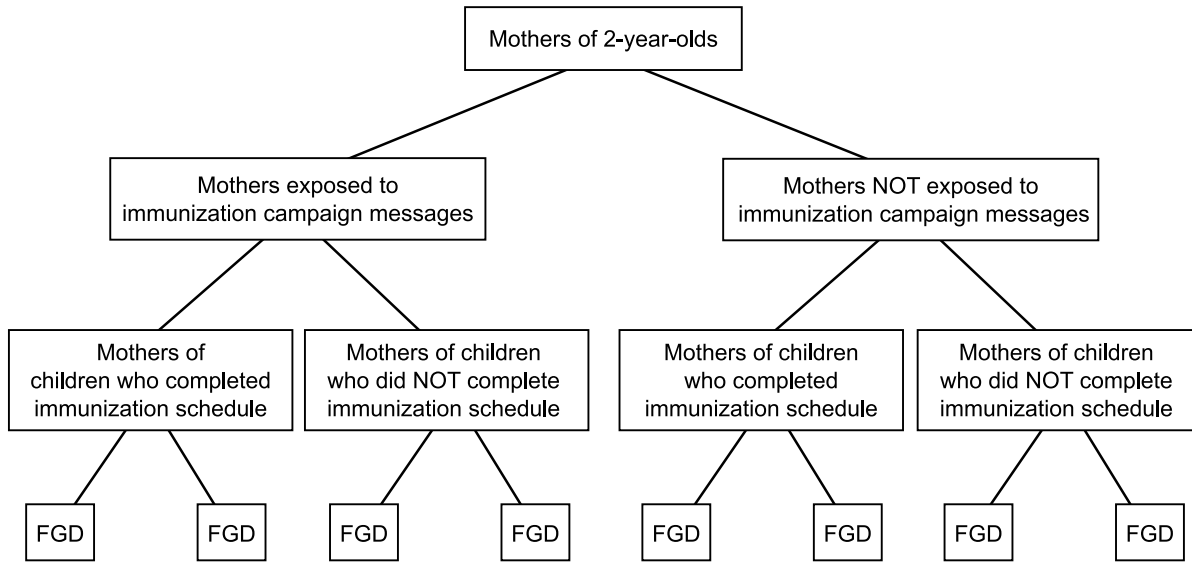 Mothers of 2-year-olds
Mothers exposed to
immunization campaign messages
Mothers NOT exposed to
immunization campaign messages
Mothers of
children who completed
immunization schedule
Mothers of children
who did NOT complete
immunization schedule
Mothers of children
who completed
immunization schedule
Mothers of children
who did NOT complete
immunization schedule
FGD
FGD
FGD
FGD
FGD
FGD
FGD
FGD